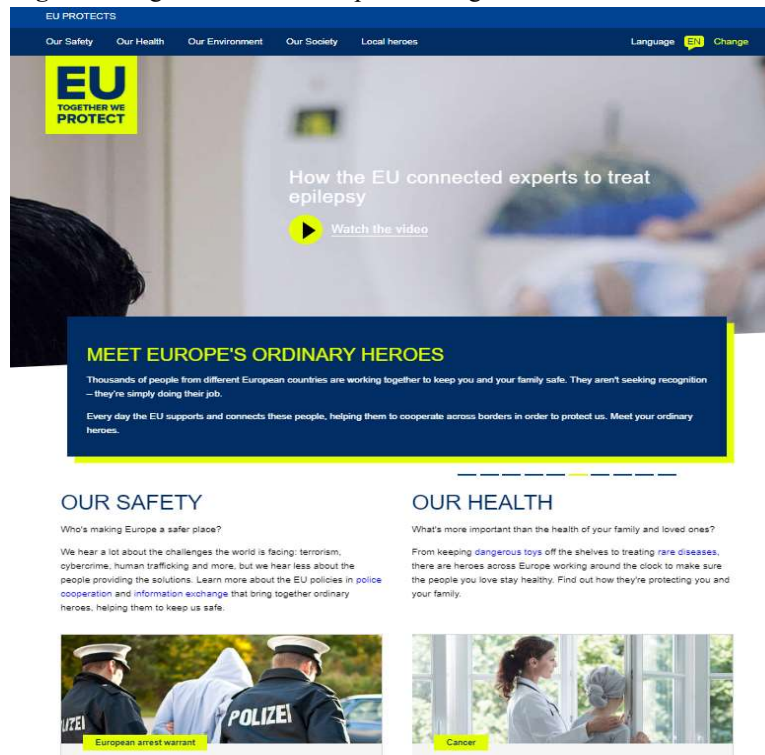 EU PROTECTS
Our Safety Our Health Our Environment Our Society Local heroes Language EN Change
EU
TOGETHER WE
PROTECT
How the EU connected experts to treat
epilepsy
Watch the video
MEET EUROPE'S ORDINARY HEROES
Thousands of people from different European countries are working together to keep you and your family safe. They aren't seeking recognition
– they're simply doing their job.
Every day the EU supports and connects these people, helping them to cooperate across borders in order to protect us. Meet your ordinary
heroes.
OUR SAFETY
Who's making Europe a safer place?
We hear a lot about the challenges the world is facing: terrorism,
cybercrime, human trafficking and more, but we hear less about the
people providing the solutions. Learn more about the EU policies in police
cooperation and information exchange that bring together ordinary
heroes, helping them to keep us safe.
POLIZEI
European arrest warrant
OUR HEALTH
What's more important than the health of your family and loved ones?
From keeping dangerous toys off the shelves to treating rare diseases,
there are heroes across Europe working around the clock to make sure
the people you love stay healthy. Find out how they're protecting you and
your family.
Cancer